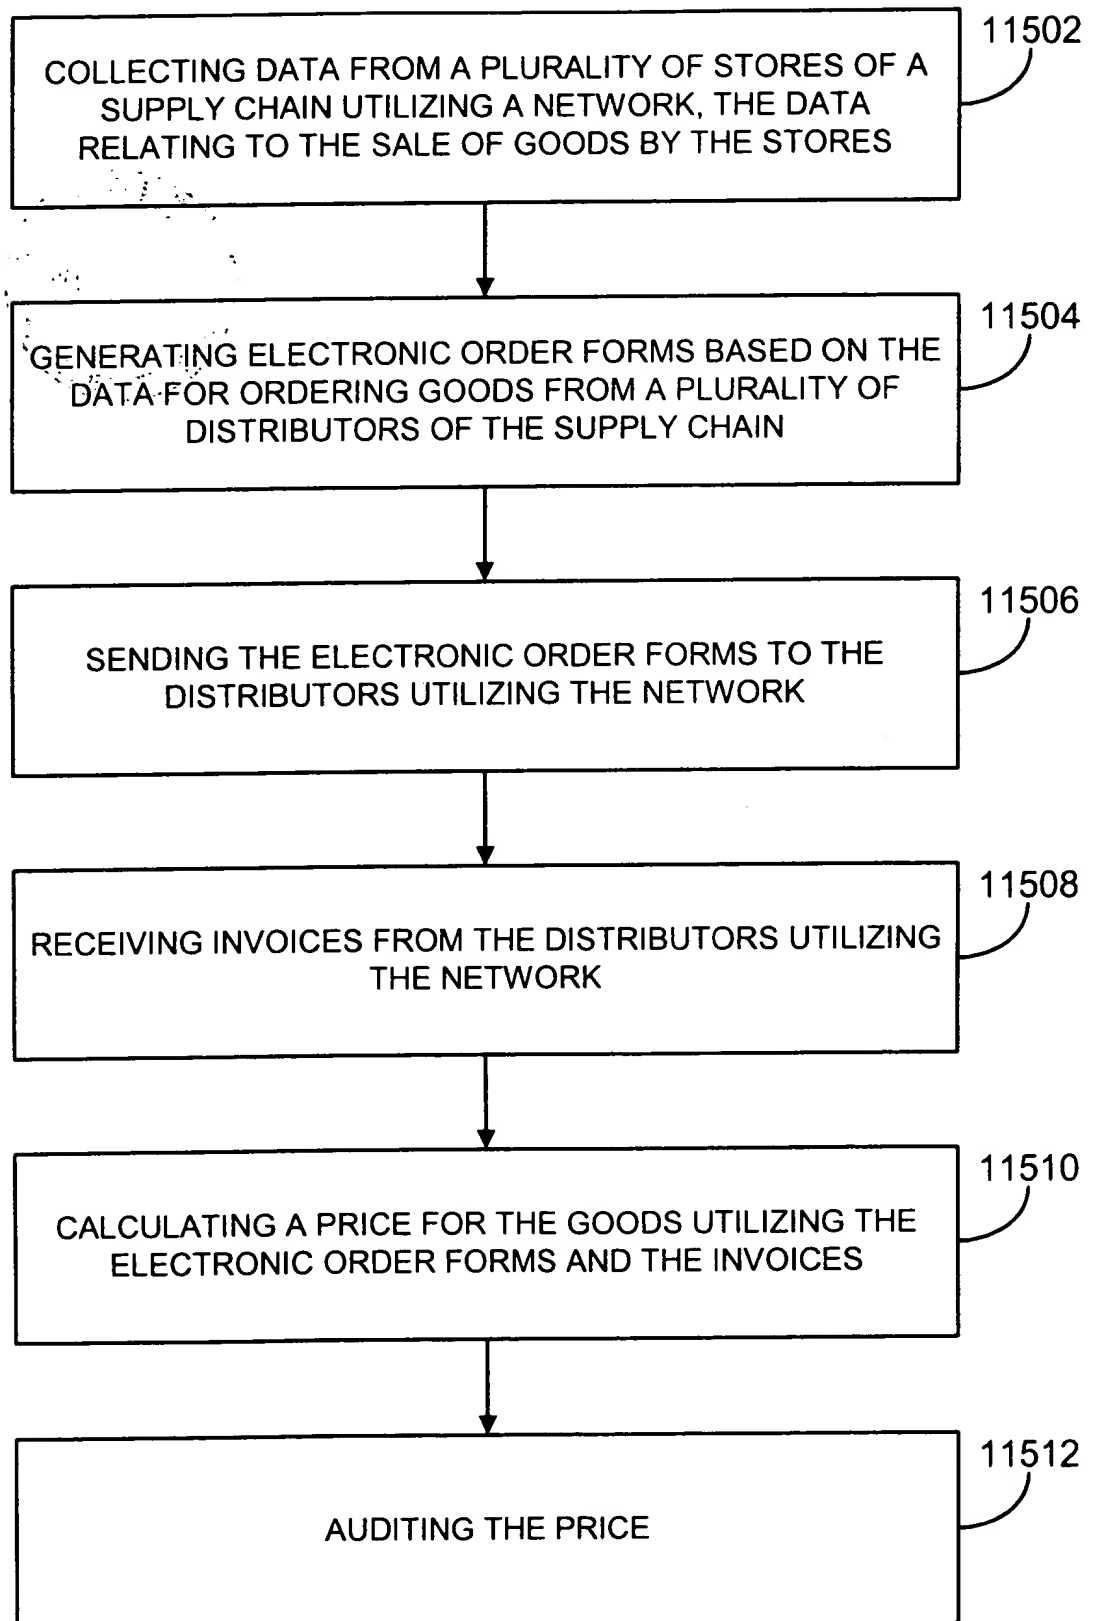 11502
COLLECTING DATA FROM A PLURALITY OF STORES OF A
SUPPLY CHAIN UTILIZING A NETWORK, THE DATA
RELATING TO THE SALE OF GOODS BY THE STORES
11504
GENERATING ELECTRONIC ORDER FORMS BASED ON THE
DATA FOR ORDERING GOODS FROM A PLURALITY OF
DISTRIBUTORS OF THE SUPPLY CHAIN
11506
SENDING THE ELECTRONIC ORDER FORMS TO THE
DISTRIBUTORS UTILIZING THE NETWORK
11508
RECEIVING INVOICES FROM THE DISTRIBUTORS UTILIZING
THE NETWORK
11510
CALCULATING A PRICE FOR THE GOODS UTILIZING THE
ELECTRONIC ORDER FORMS AND THE INVOICES
11512
AUDITING THE PRICE